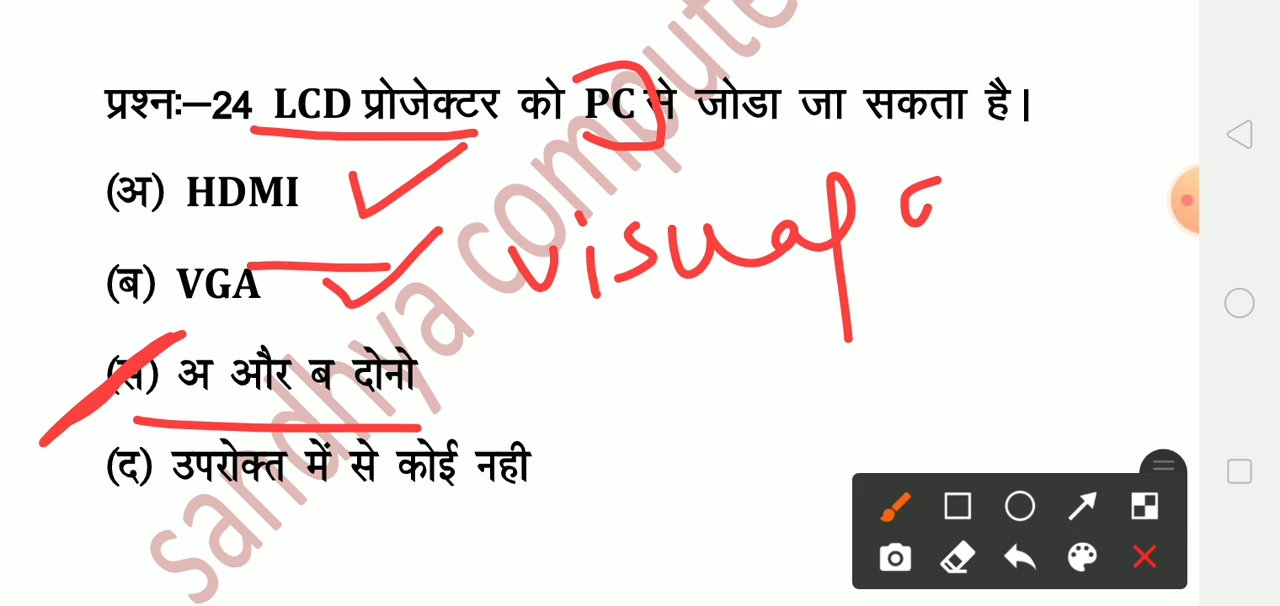 प्रश्नः–24 LCD प्रोजेक्टर को PC से जोडा जा सकता है।
(अ) HDMI
(ब) VGA
visual
(स) अ और ब दोनो
(द) उपरोक्त में से कोई नही
sandhya compute